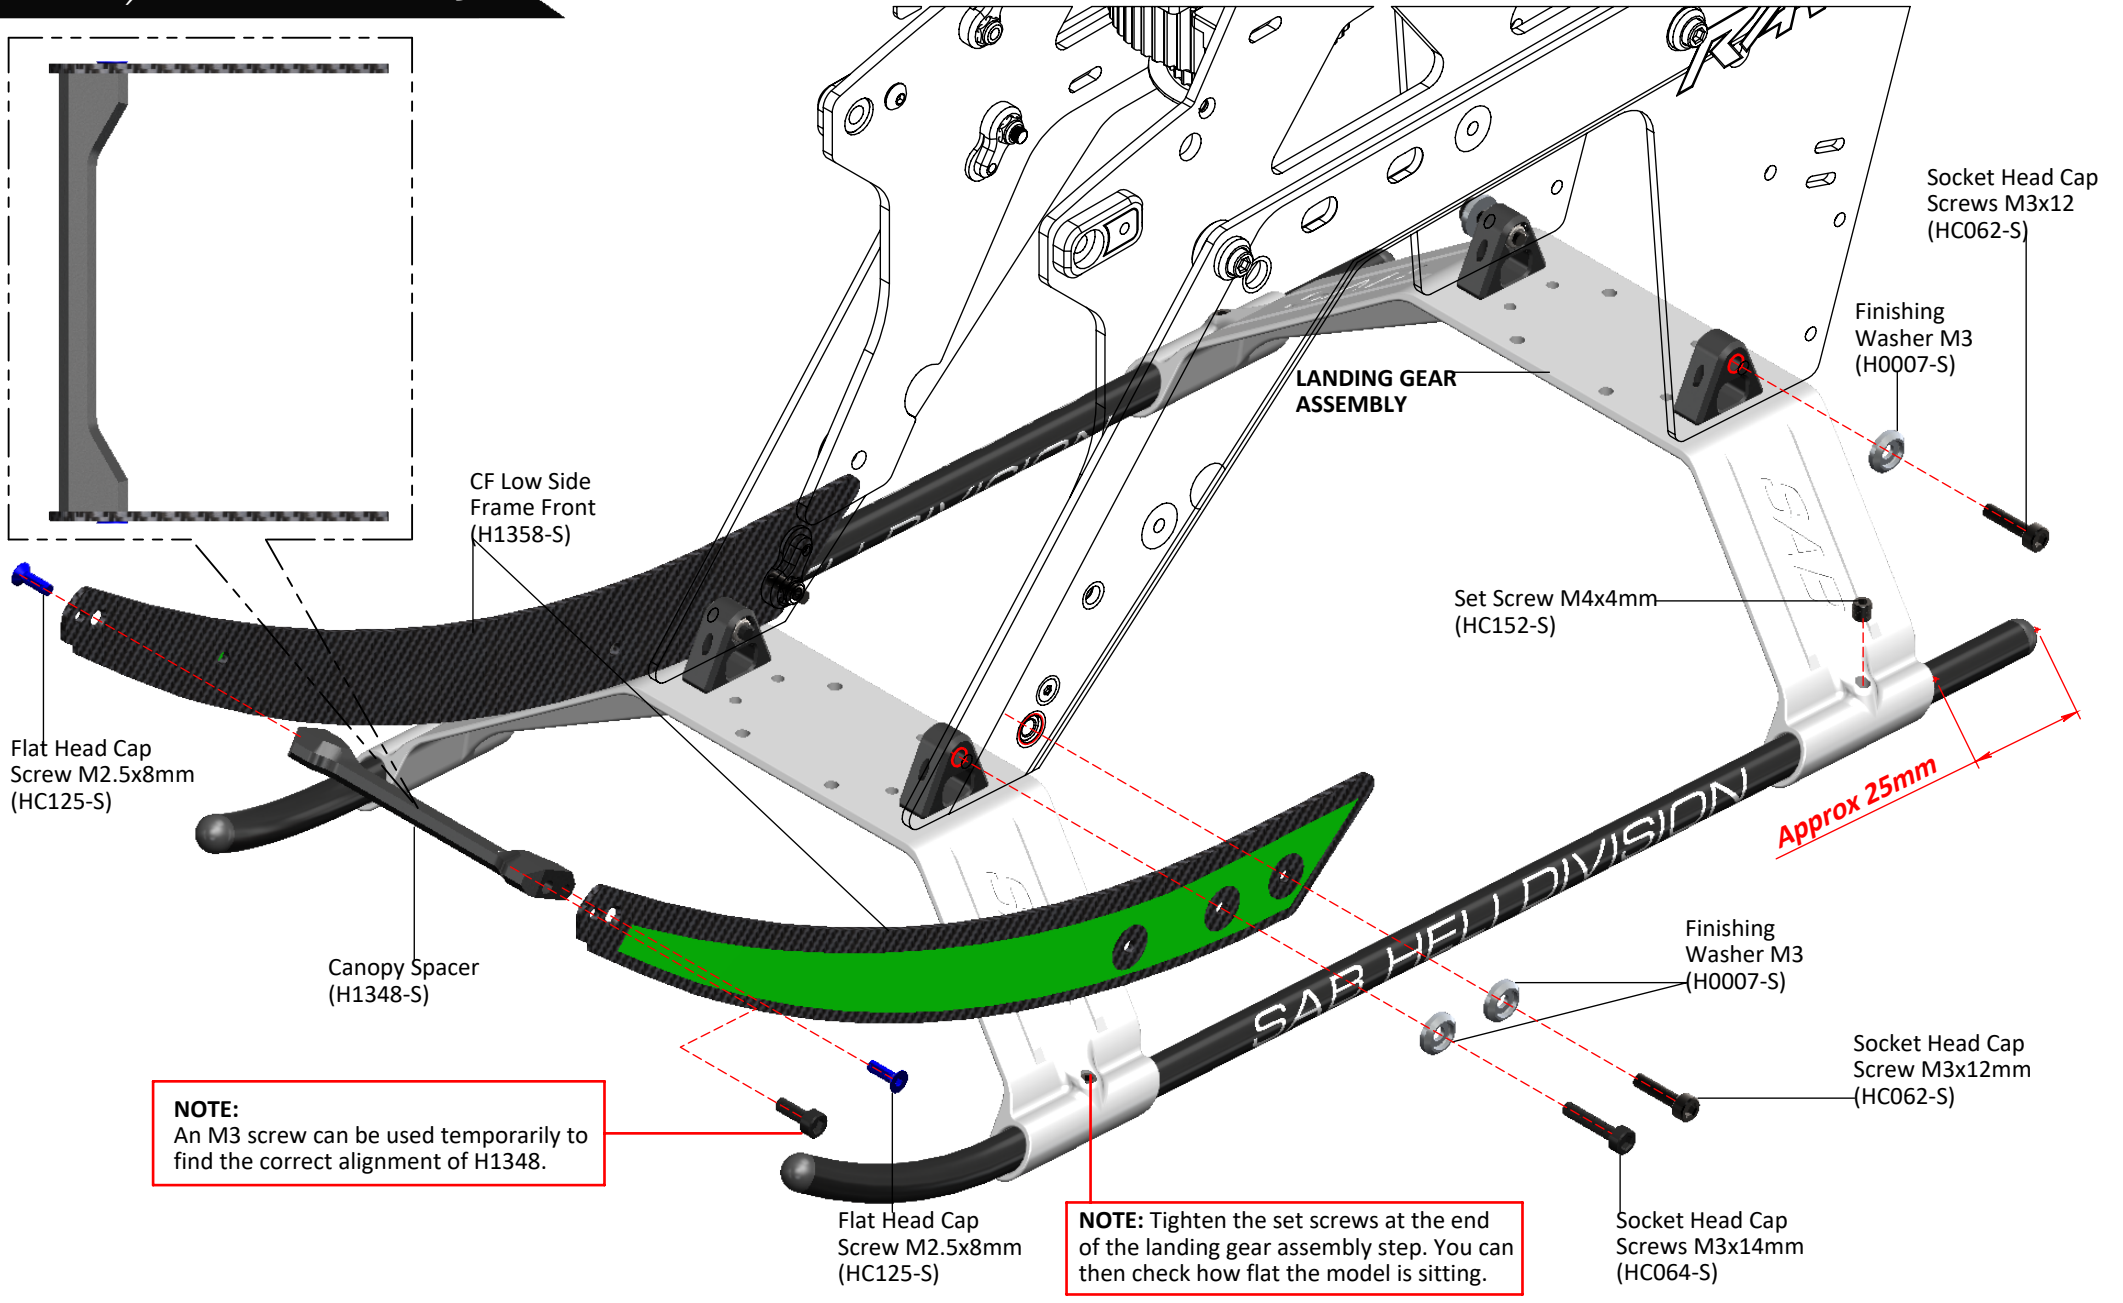 Socket Head Cap
Screws M3x12
(HC062-S)
Finishing
Washer M3
(H0007-S)
LANDING GEAR
ASSEMBLY
CF Low Side
Frame Front
(H1358-S)
SAB
Set Screw M4x4mm
(HC152-S)
Flat Head Cap
Screw M2.5x8mm
(HC125-S)
Approx 25mm
SAB HELI DIVISION
Canopy Spacer
(H1348-S)
Finishing
Washer M3
(H0007-S)
Socket Head Cap
Screw M3x12mm
(HC062-S)
NOTE:
An M3 screw can be used temporarily to
find the correct alignment of H1348.
Flat Head Cap
Screw M2.5x8mm
(HC125-S)
NOTE: Tighten the set screws at the end
of the landing gear assembly step. You can
then check how flat the model is sitting.
Socket Head Cap
Screws M3x14mm
(HC064-S)